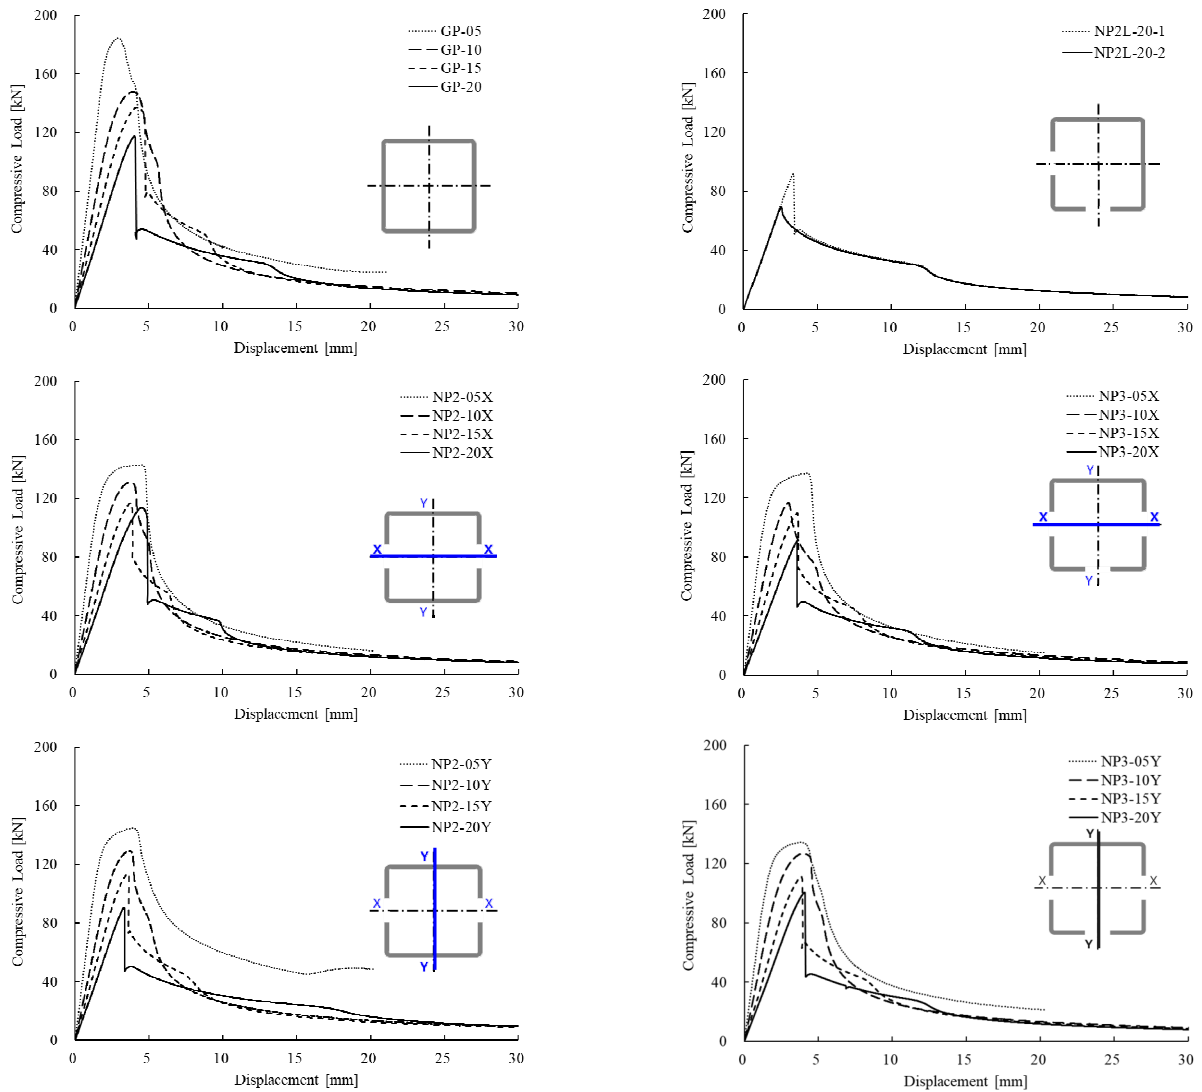 Compressive Load [kN]
200
160
120
80
40
0
0 5 10 15 20 25 30
Displacement [mm]
GP-05
GP-10
GP-15
GP-20
Compressive Load [kN]
200
160
120
80
40
0
0 5 10 15 20 25 30
Displacement [mm]
NP2L-20-1
NP2L-20-2
Compressive Load [kN]
200
160
120
80
40
0
0 5 10 15 20 25 30
Displacement [mm]
NP2-05X
NP2-10X
NP2-15X
NP2-20X
Y
X X
Y
Compressive Load [kN]
200
160
120
80
40
0
0 5 10 15 20 25 30
Displacement [mm]
NP3-05X
NP3-10X
NP3-15X
NP3-20X
Y
X X
Y
Compressive Load [kN]
200
160
120
80
40
0
0 5 10 15 20 25 30
Displacement [mm]
NP2-05Y
NP2-10Y
NP2-15Y
NP2-20Y
Y
X X
Y
Compressive Load [kN]
200
160
120
80
40
0
0 5 10 15 20 25 30
Displacement [mm]
NP3-05Y
NP3-10Y
NP3-15Y
NP3-20Y
Y
X X
Y